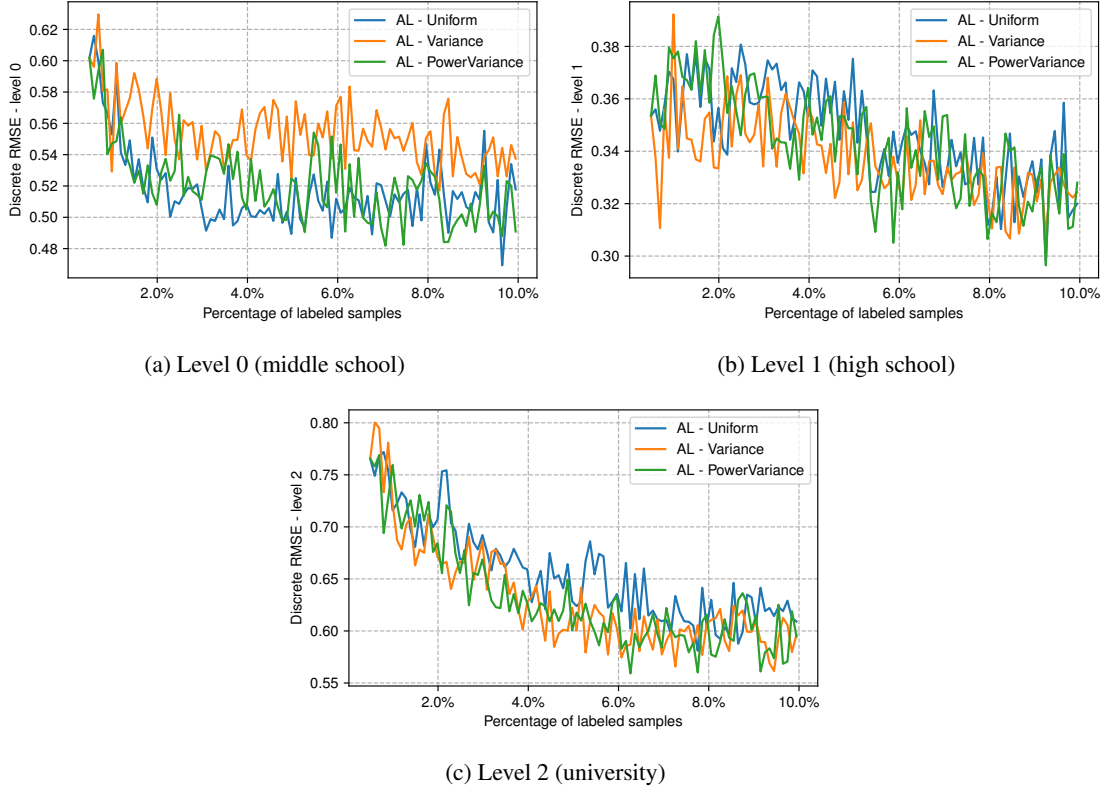 0.62
0.60
0.58
0.56
0.54
0.52
0.50
0.48
Discrete RMSE - level 0
AL - Uniform
AL - Variance
AL - PowerVariance
2.0% 4.0% 6.0% 8.0% 10.0%
Percentage of labeled samples
(a) Level 0 (middle school)
0.38
0.36
0.34
0.32
0.30
Discrete RMSE - level 1
AL - Uniform
AL - Variance
AL - PowerVariance
2.0% 4.0% 6.0% 8.0% 10.0%
Percentage of labeled samples
(b) Level 1 (high school)
0.80
0.75
0.70
0.65
0.60
0.55
Discrete RMSE - level 2
AL - Uniform
AL - Variance
AL - PowerVariance
2.0% 4.0% 6.0% 8.0% 10.0%
Percentage of labeled samples
(c) Level 2 (university)